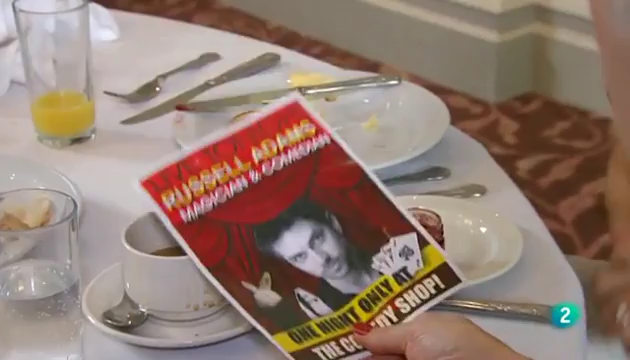 RUSSELL ADAMS
MAGICIAN & COMEDIAN
ONE NIGHT ONLY AT
THE COMEDY SHOP!
2